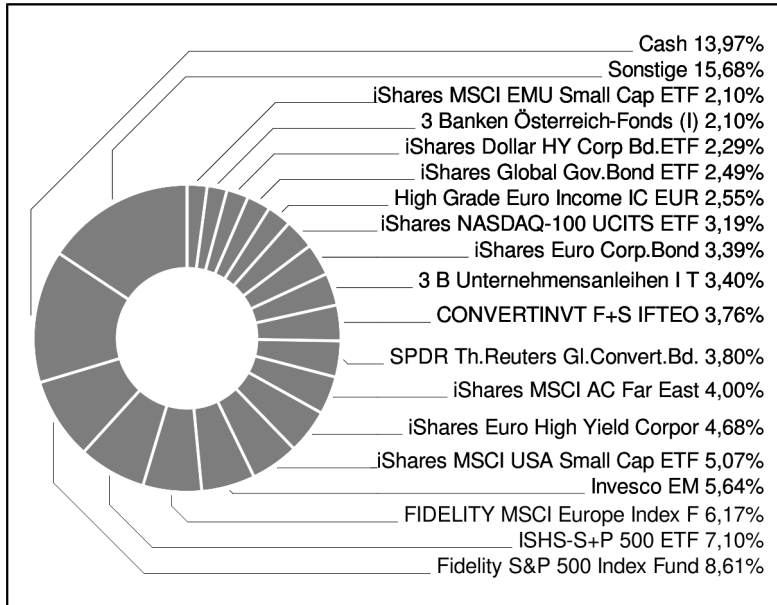 Cash 13,97%
Sonstige 15,68%
iShares MSCI EMU Small Cap ETF 2,10%
3 Banken Österreich-Fonds (I) 2,10%
iShares Dollar HY Corp Bd.ETF 2,29%
iShares Global Gov.Bond ETF 2,49%
High Grade Euro Income IC EUR 2,55%
iShares NASDAQ-100 UCITS ETF 3,19%
iShares Euro Corp.Bond 3,39%
3 B Unternehmensanleihen I T 3,40%
CONVERTINVT F+S IFTEO 3,76%
SPDR Th.Reuters Gl.Convert.Bd. 3,80%
iShares MSCI AC Far East 4,00%
iShares Euro High Yield Corpor 4,68%
iShares MSCI USA Small Cap ETF 5,07%
Invesco EM 5,64%
FIDELITY MSCI Europe Index F 6,17%
ISHS-S+P 500 ETF 7,10%
Fidelity S&P 500 Index Fund 8,61%